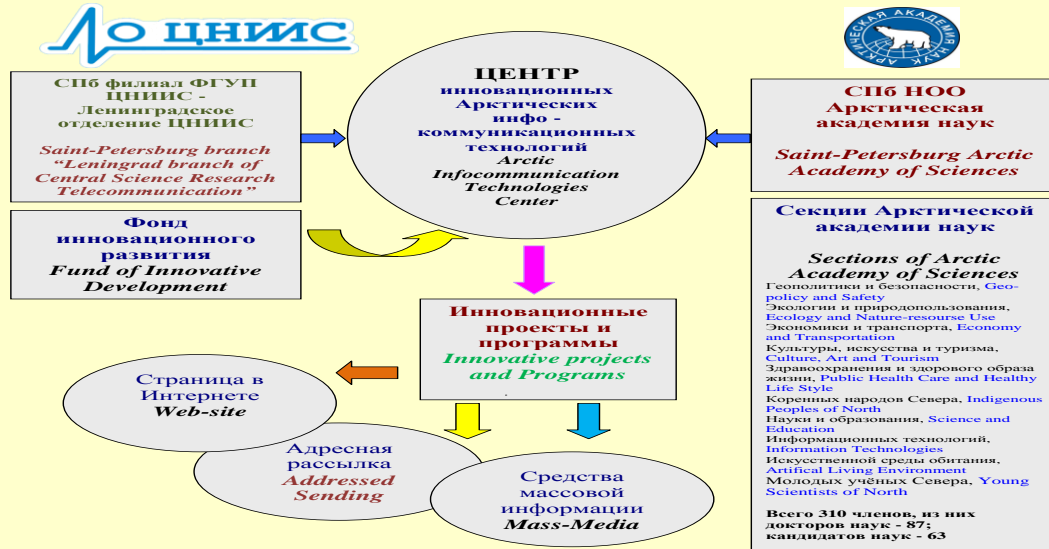 ЛО ЦНИИС
АРКТИЧЕСКАЯ АКАДЕМИЯ НАУК
СПб филиал ФГУП
ЦНИИС -
Ленинградское
отделение ЦНИИС
Saint-Petersburg branch
“Leningrad branch of
Central Science Research
Telecommunication”
Фонд
инновационного
развития
Fund of Innovative
Development
ЦЕНТР
инновационных
Арктических
инфо -
коммуникационных
технологий
Arctic
Infocommunication
Technologies
Center
СПб НОО
Арктическая
академия наук
Saint-Petersburg Arctic
Academy of Sciences
Инновационные
проекты и
программы
Innovative projects
and Programs
Страница в
Интернете
Web-site
Адресная
рассылка
Addressed
Sending
Средства
массовой
информации
Mass-Media
Секции Арктической
академии наук
Sections of Arctic
Academy of Sciences
Геополитики и безопасности, Geo-
policy and Safety
Экологии и природопользования,
Ecology and Nature-resourse Use
Экономики и транспорта, Economy
and Transportation
Культуры, искусства и туризма,
Culture, Art and Tourism
Здравоохранения и здорового образа
жизни, Public Health Care and Healthy
Life Style
Коренных народов Севера, Indigenous
Peoples of North
Науки и образования, Science and
Education
Информационных технологий,
Information Technologies
Искусственной среды обитания,
Artifical Living Environment
Молодых учёных Севера, Young
Scientists of North
Всего 310 членов, из них
докторов наук - 87;
кандидатов наук - 63